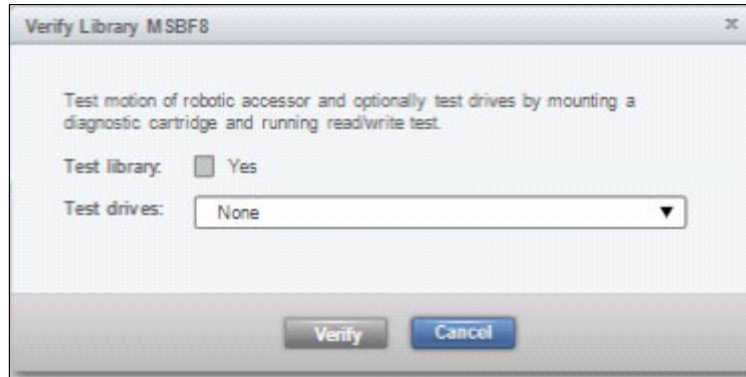 Verify Library MSBF8
Test motion of robotic accessor and optionally test drives by mounting a
diagnostic cartridge and running read/write test.
Test library: Yes
Test drives: None
Verify Cancel